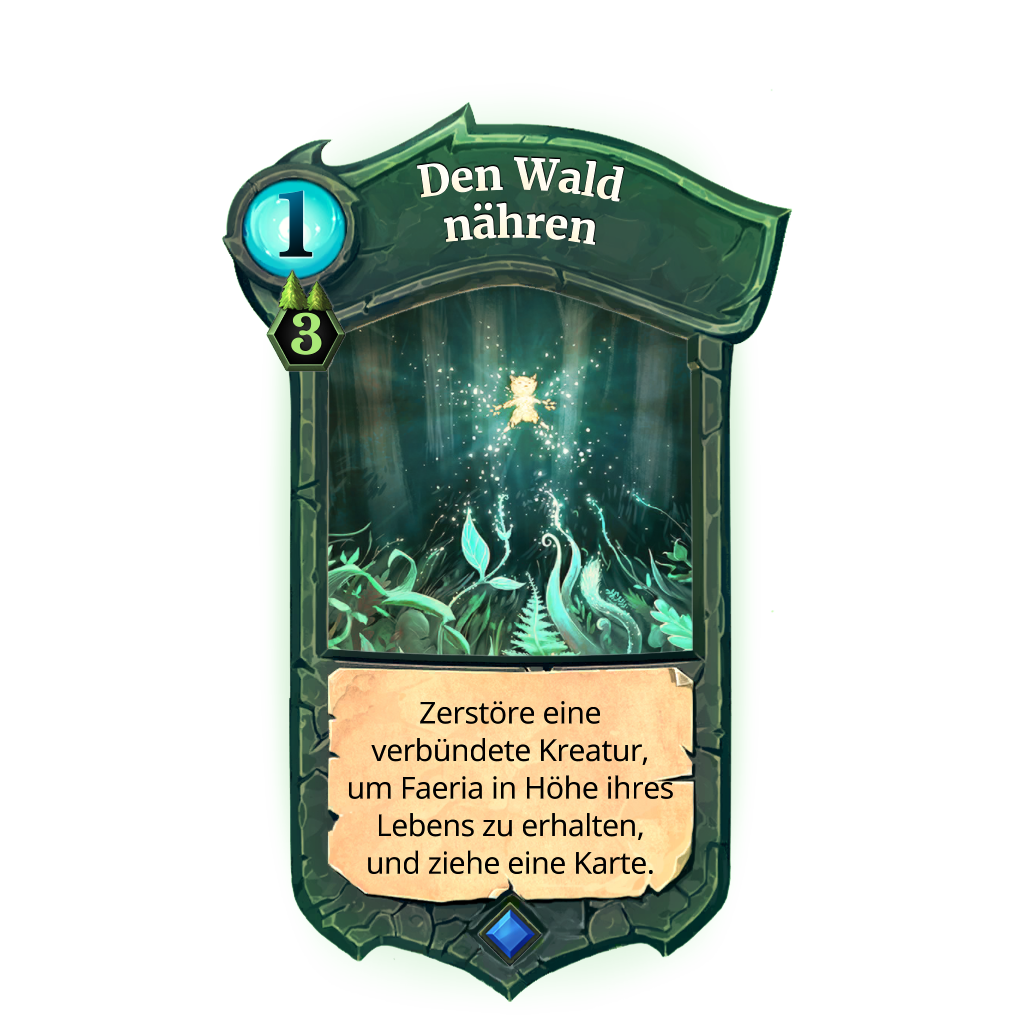 Den Wald
nähren
1
3
Zerstöre eine
verbündete Kreatur,
um Faeria in Höhe ihres
Lebens zu erhalten,
und ziehe eine Karte.